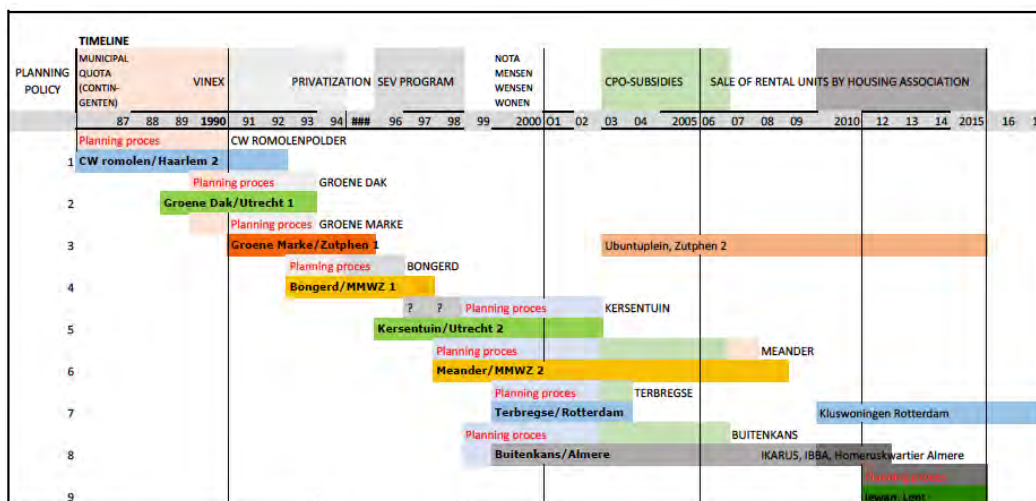 TIMELINE
PLANNING
POLICY
MUNICIPAL
QUOTA
(CONTIN-
GENTEN)
VINEX
PRIVATIZATION
SEV PROGRAM
NOTA
MENSEN
WENSEN
WONEN
CPO-SUBSIDIES
SALE OF RENTAL UNITS BY HOUSING ASSOCIATION
87 88 89 1990 91 92 93 94 ### 96 97 98 99 2000 O1 02 03 04 2005 06 07 08 09 2010 12 13 14 2015 16 1
Planning proces CW ROMOLENPOLDER
1 CW romolen/Haarlem 2
Planning proces GROENE DAK
2 Groene Dak/Utrecht 1
Planning proces GROENE MARKE
3 Groene Marke/Zutphen 1 Ubuntuplein, Zutphen 2
Planning proces BONGERD
4 Bongerd/MMWZ 1
? ? Planning proces KERSENTUIN
5 Kersentuin/Utrecht 2
Planning proces MEANDER
6 Meander/MMWZ 2
Planning proces TERBREGSE
7 Terbregse/Rotterdam Kluswoningen Rotterdam
Planning proces BUITENKANS
8 Buitenkans/Almere IKARUS, IBBA, Homeruskwartier Almere
Planning proces
9 Iewan, Lent